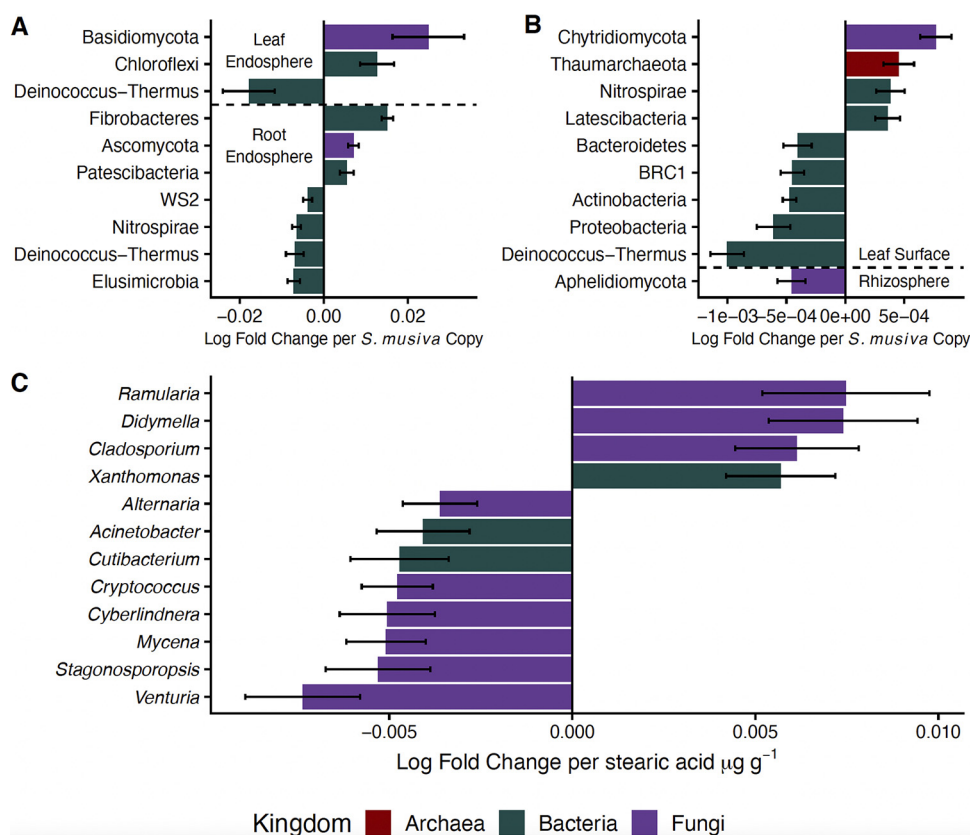 A
Basidiomycota
Chloroflexi
Deinococcus−Thermus
Fibrobacteres
Ascomycota
Patescibacteria
WS2
Nitrospirae
Deinococcus−Thermus
Elusimicrobia
Leaf
Endosphere
Root
Endosphere
−0.02 0.00 0.02
Log Fold Change per S. musiva Copy
B
Chytridiomycota
Thaumarchaeota
Nitrospirae
Latescibacteria
Bacteroidetes
BRC1
Actinobacteria
Proteobacteria
Deinococcus−Thermus
Aphelidiomycota
Leaf Surface
Rhizosphere
−1e−03 −5e−04 0e+00 5e−04
Log Fold Change per S. musiva Copy
C
Ramularia
Didymella
Cladosporium
Xanthomonas
Alternaria
Acinetobacter
Cutibacterium
Cryptococcus
Cyberlindnera
Mycena
Stagonosporopsis
Venturia
−0.005 0.000 0.005 0.010
Log Fold Change per stearic acid μg g⁻¹
Kingdom Archaea Bacteria Fungi